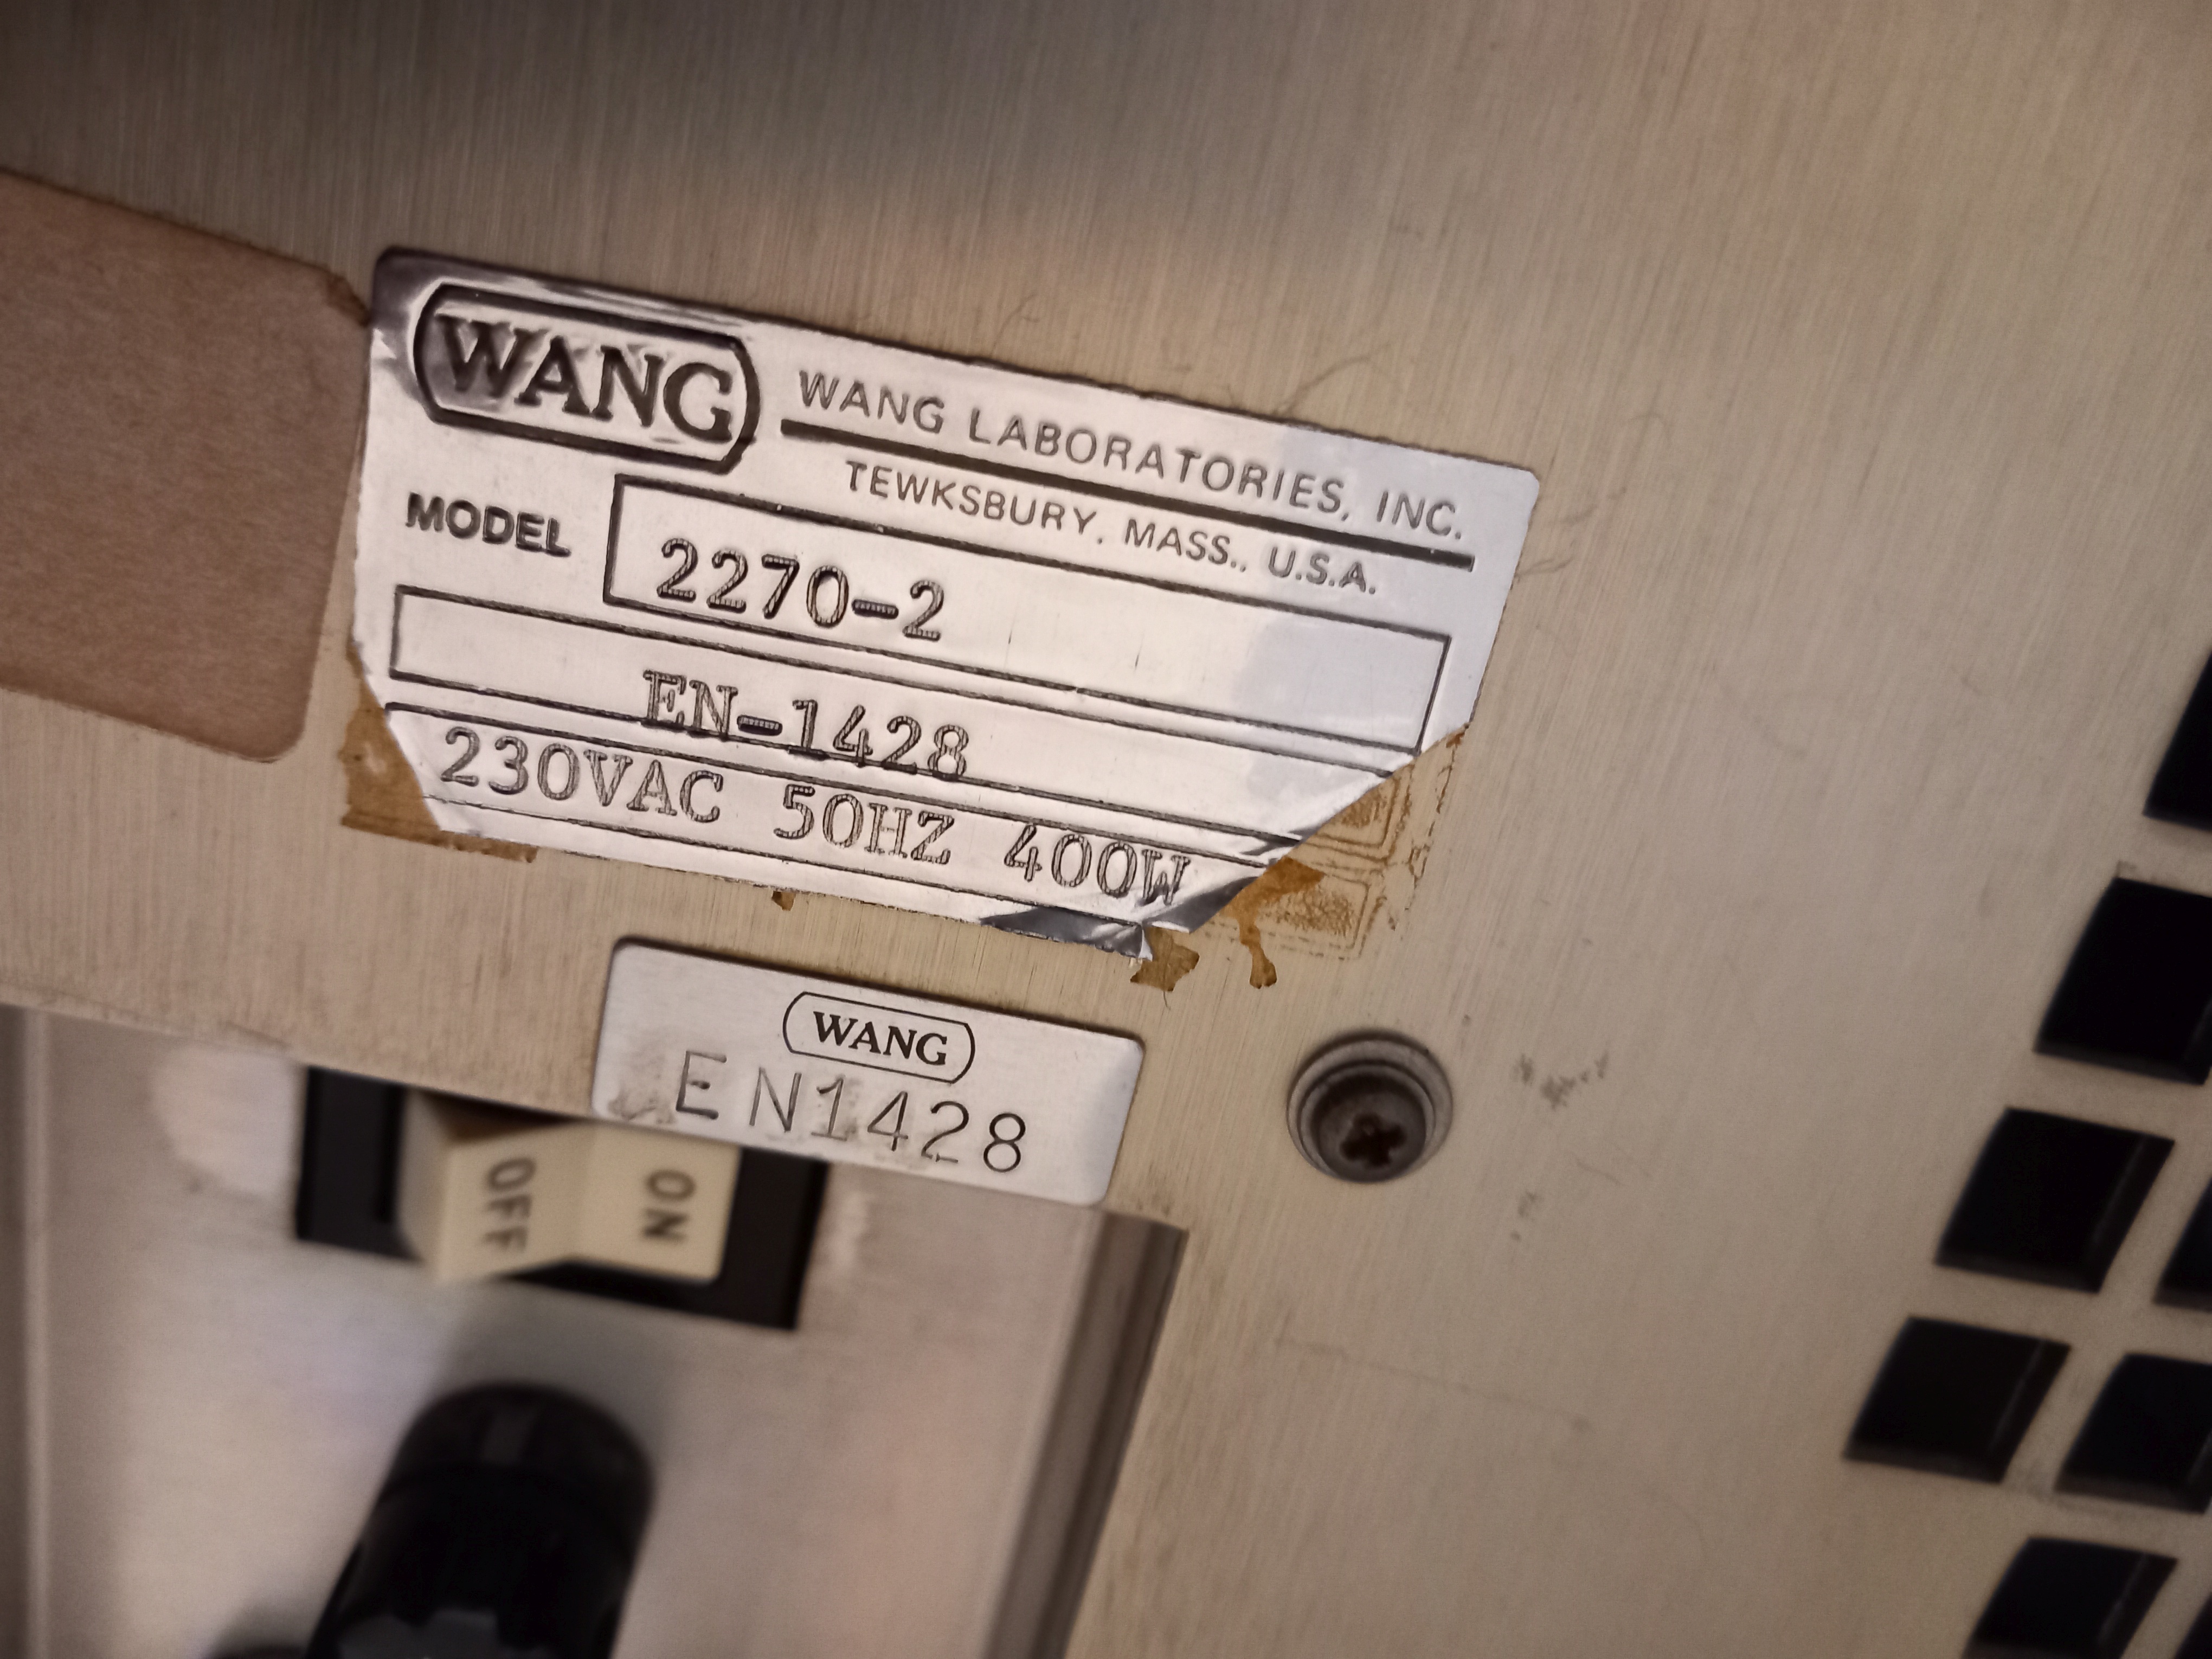 WANG
WANG LABORATORIES, INC.
TEWKSBURY, MASS., U.S.A.
MODEL 2270-2
EN-1428
230VAC 50HZ 400W
WANG
EN1428
OFF ON